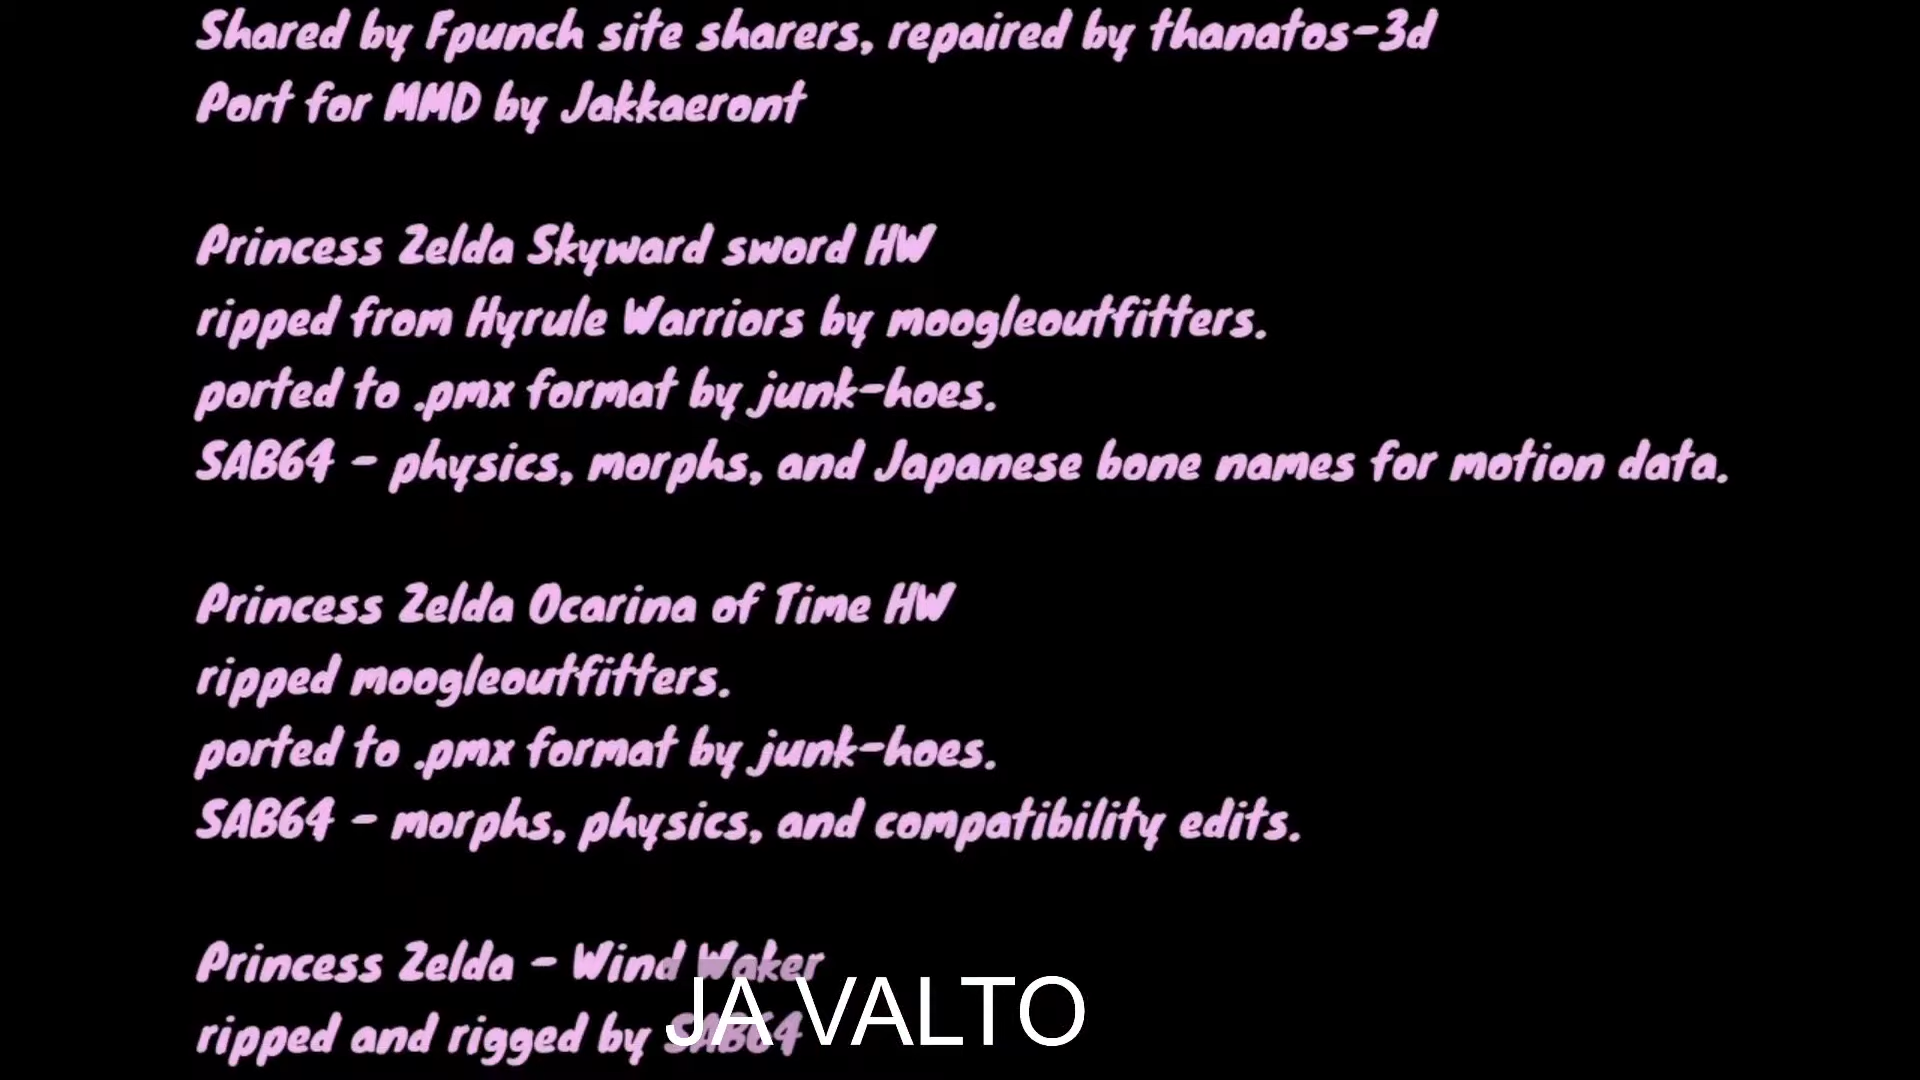 Shared by Fpunch site sharers, repaired by thanatos-3d
Port for MMD by Jakkaeront
Princess Zelda Skyward sword HW
ripped from Hyrule Warriors by moogleoutfitters.
ported to .pmx format by junk-hoes.
SAB64 - physics, morphs, and Japanese bone names for motion data.
Princess Zelda Ocarina of Time HW
ripped moogleoutfitters.
ported to .pmx format by junk-hoes.
SAB64 - morphs, physics, and compatibility edits.
Princess Zelda - Wind Waker
ripped and rigged by SAB64
JA VALTO